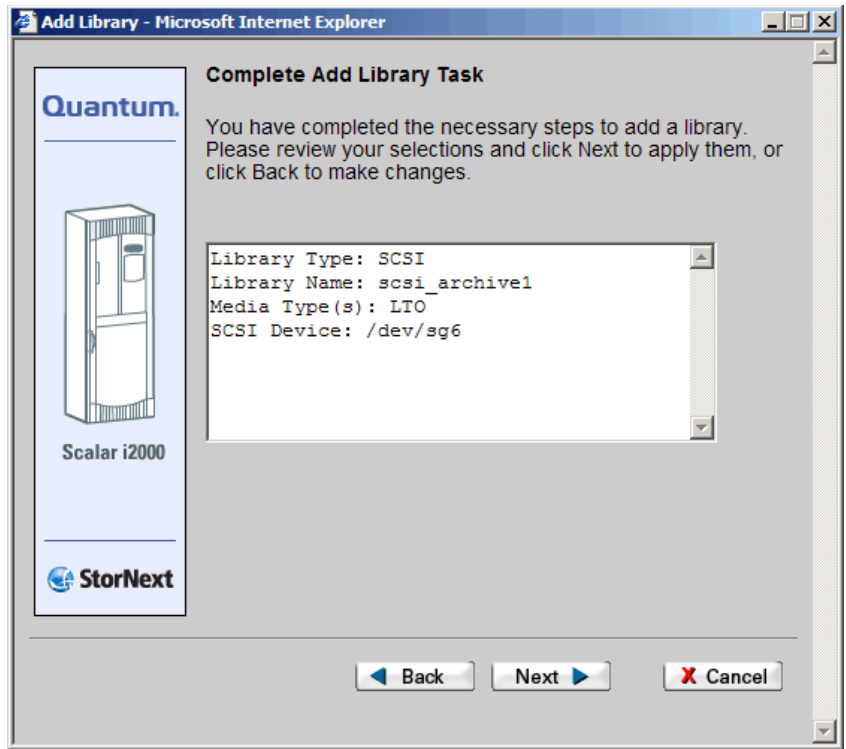 Add Library - Microsoft Internet Explorer
Quantum.
Scalar i2000
StorNext
Complete Add Library Task
You have completed the necessary steps to add a library.
Please review your selections and click Next to apply them, or
click Back to make changes.
Library Type: SCSI
Library Name: scsi_archive1
Media Type(s): LTO
SCSI Device: /dev/sg6
Back
Next
Cancel